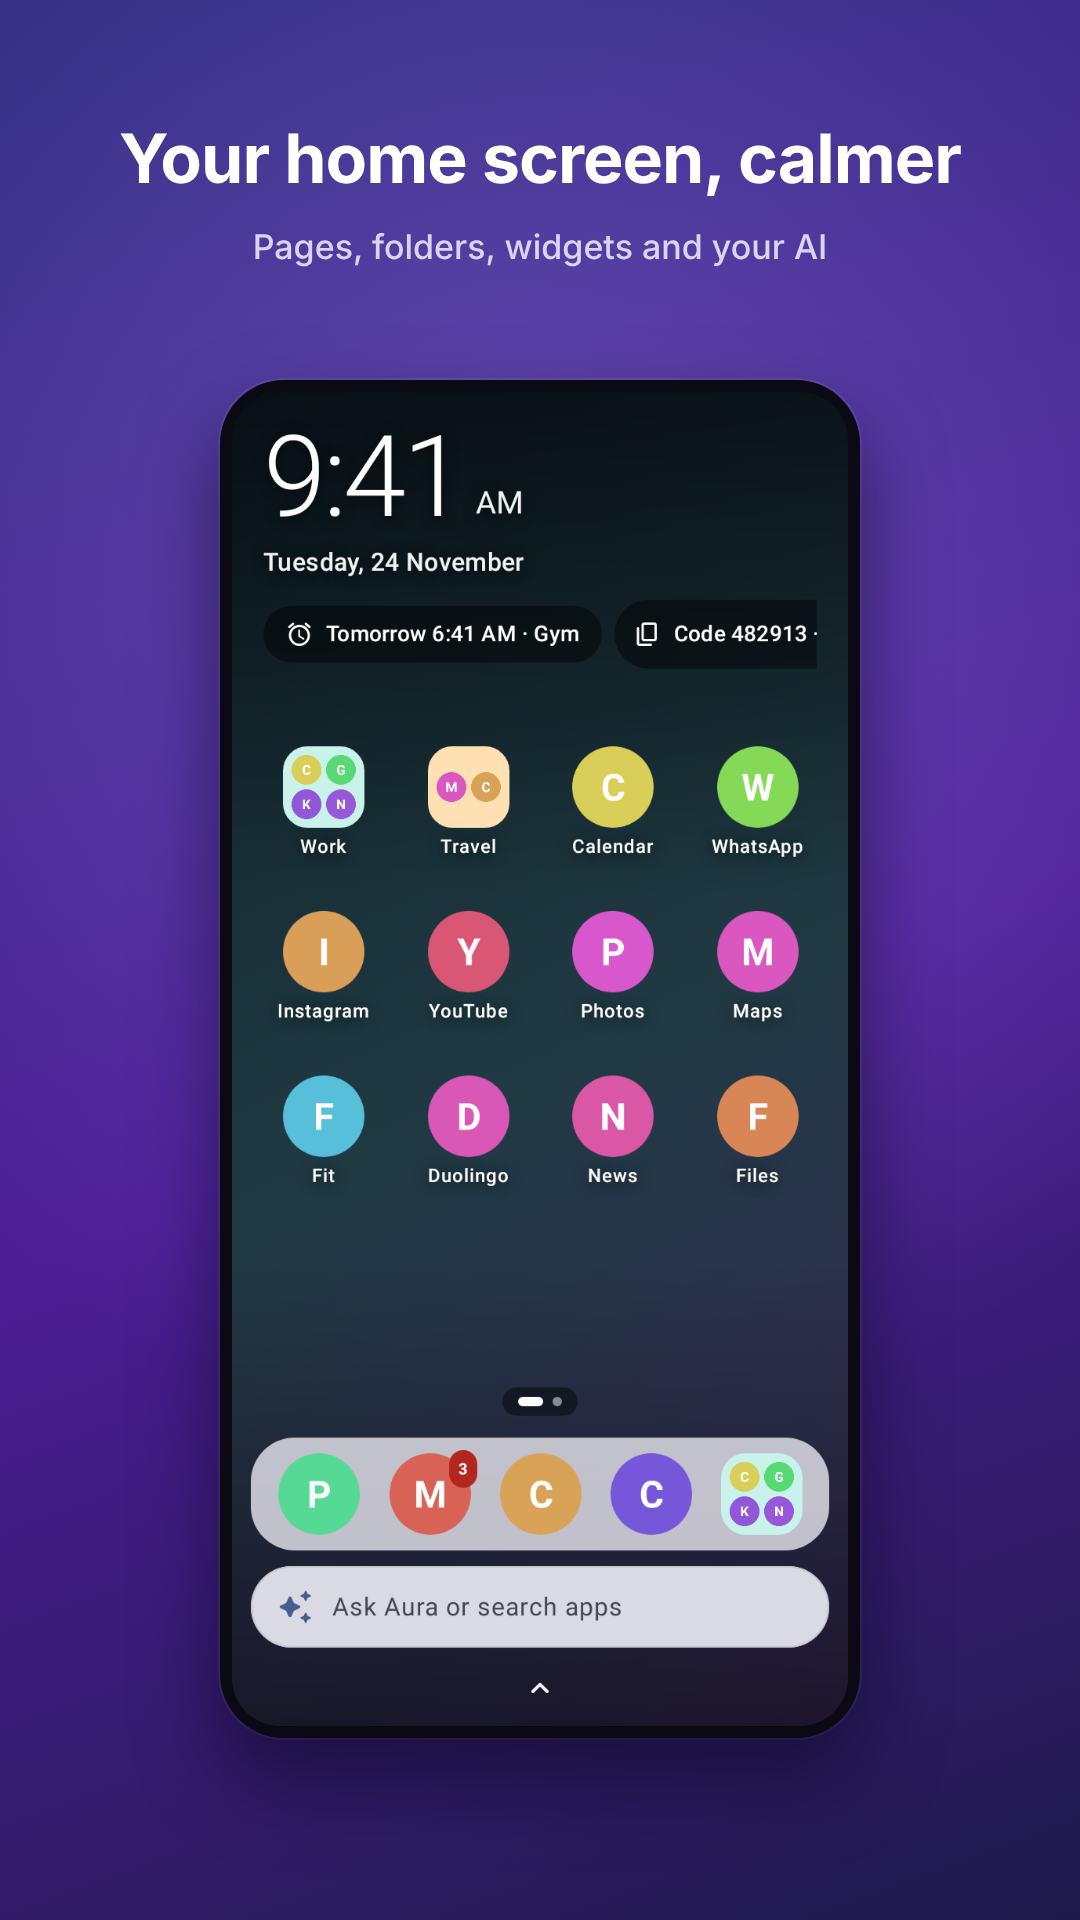 Your home screen, calmer
Pages, folders, widgets and your AI
9:41 AM
Tuesday, 24 November
Tomorrow 6:41 AM · Gym
Code 482913 ·
C G
K N
Work
M C
Travel
C
Calendar
W
WhatsApp
I
Instagram
Y
YouTube
P
Photos
M
Maps
F
Fit
D
Duolingo
N
News
F
Files
P
M
3
C
C
C G
K N
Ask Aura or search apps